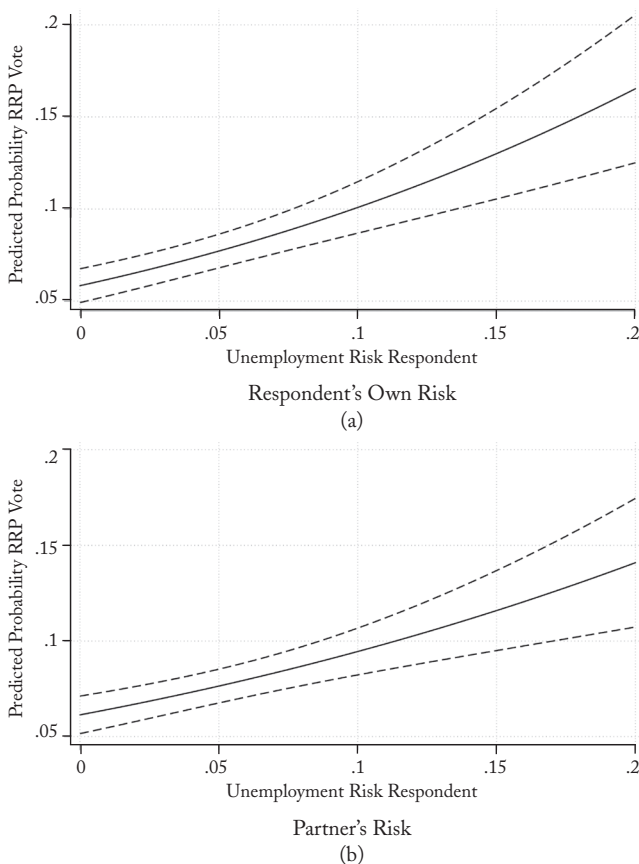 .2
.15
.1
.05
Predicted Probability RRP Vote
0 .05 .1 .15 .2
Unemployment Risk Respondent
Respondent's Own Risk
(a)
.2
.15
.1
.05
Predicted Probability RRP Vote
0 .05 .1 .15 .2
Unemployment Risk Respondent
Partner's Risk
(b)